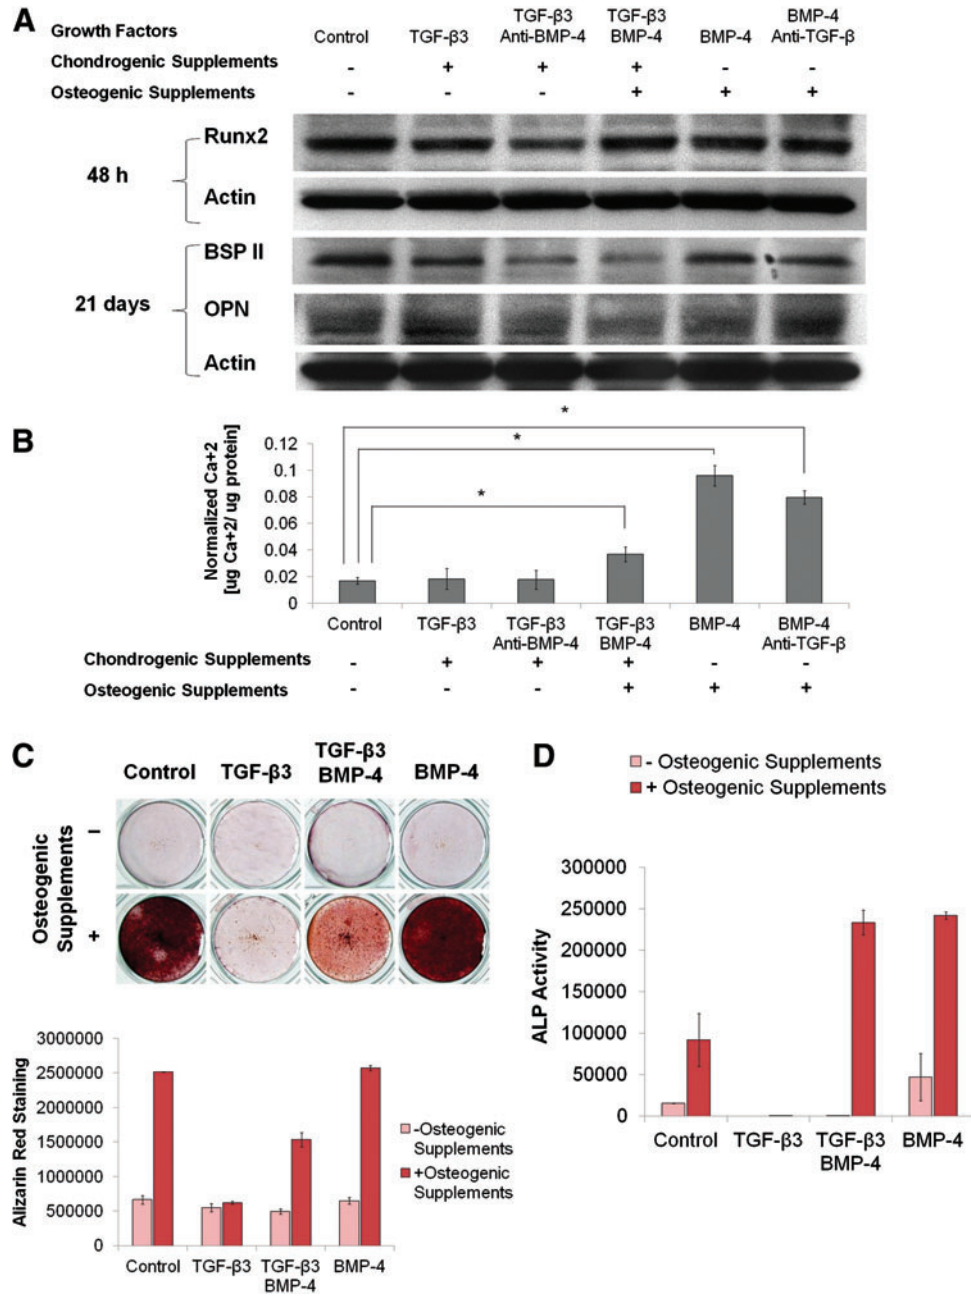 A
Growth Factors
Control
TGF-β3
TGF-β3
Anti-BMP-4
TGF-β3
BMP-4
BMP-4
BMP-4
Anti-TGF-β
Chondrogenic Supplements - + + + - -
Osteogenic Supplements - - - + + +
48 h
Runx2
Actin
21 days
BSP II
OPN
Actin
B
Normalized Ca+2
[ug Ca+2/ ug protein]
0.12
0.1
0.08
0.06
0.04
0.02
0
*
*
*
Control
TGF-β3
TGF-β3
Anti-BMP-4
TGF-β3
BMP-4
BMP-4
BMP-4
Anti-TGF-β
Chondrogenic Supplements - + + + - -
Osteogenic Supplements - - - + + +
C
Control
TGF-β3
TGF-β3
BMP-4
BMP-4
Osteogenic
Supplements
-
+
Alizarin Red Staining
3000000
2500000
2000000
1500000
1000000
500000
0
Control
TGF-β3
TGF-β3
BMP-4
BMP-4
-Osteogenic
Supplements
+Osteogenic
Supplements
D
- Osteogenic Supplements
+ Osteogenic Supplements
ALP Activity
300000
250000
200000
150000
100000
50000
0
Control
TGF-β3
TGF-β3
BMP-4
BMP-4